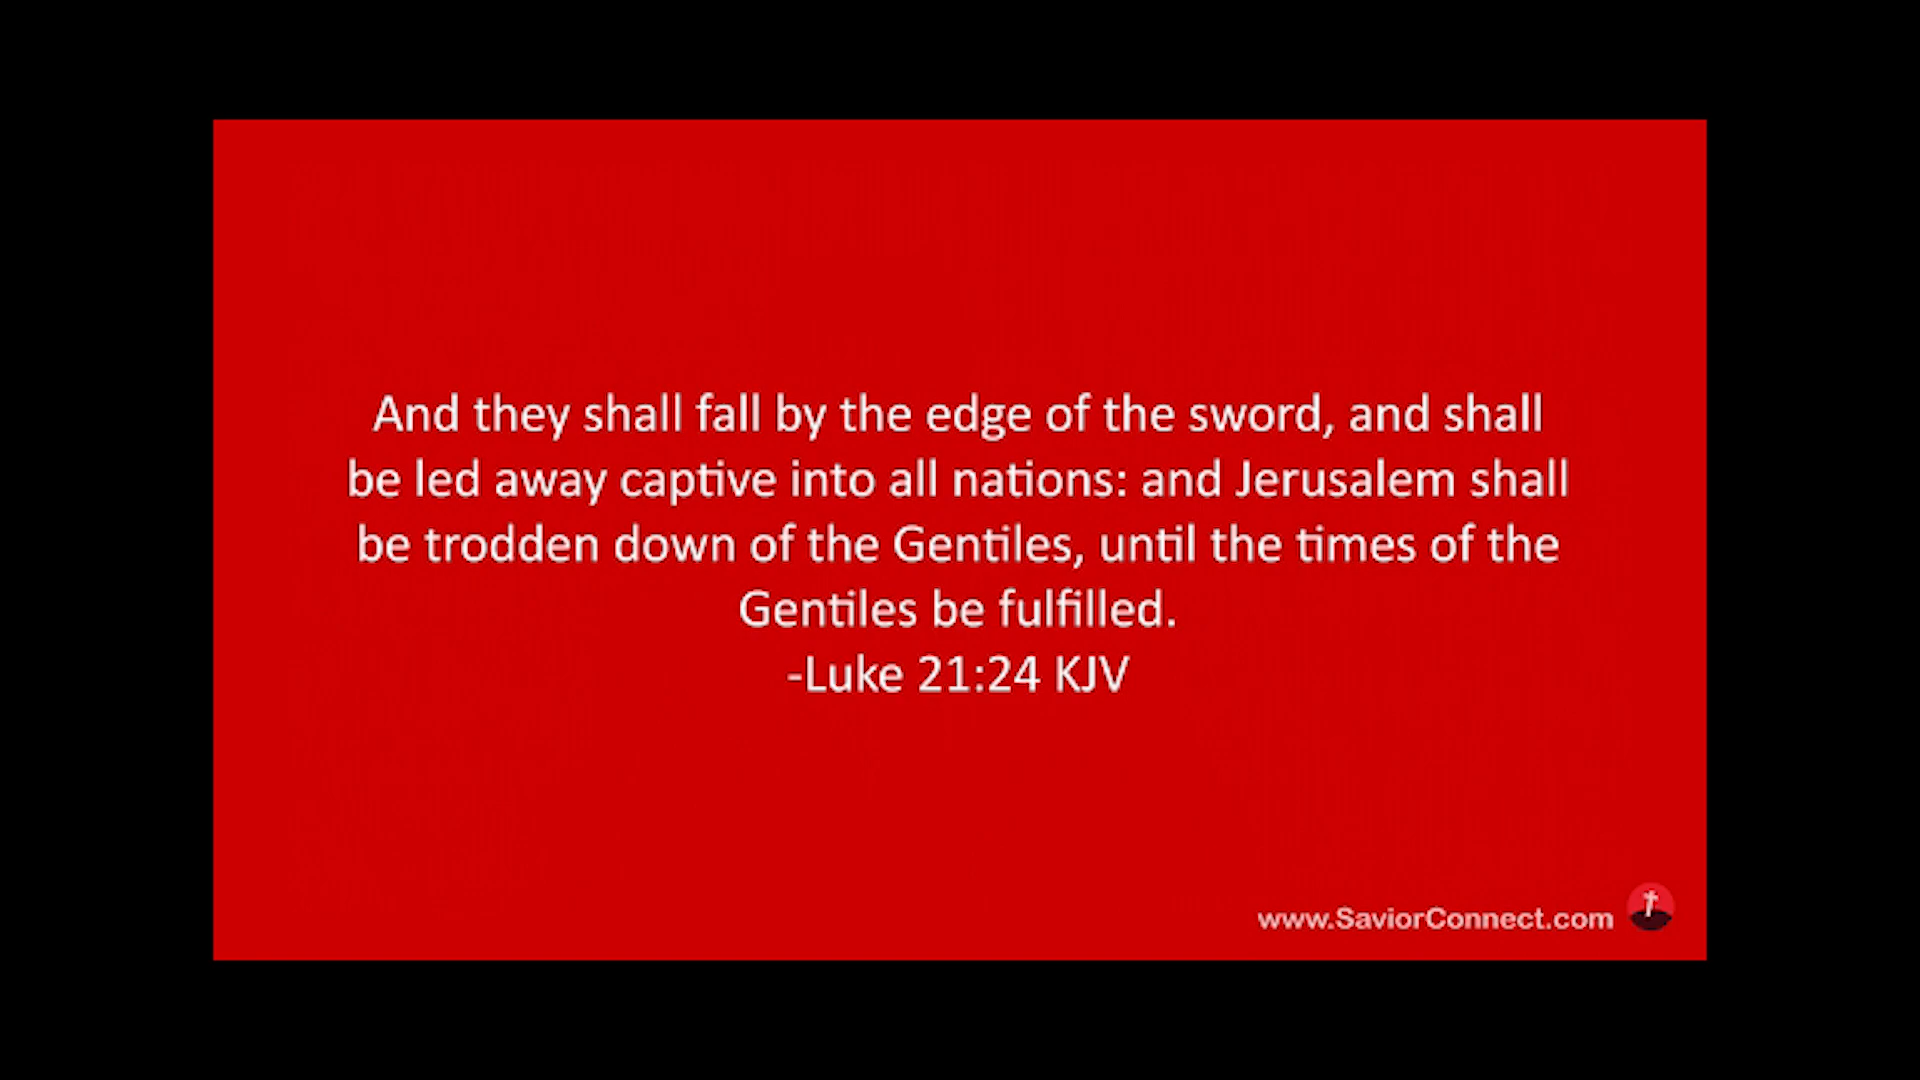 And they shall fall by the edge of the sword, and shall
be led away captive into all nations: and Jerusalem shall
be trodden down of the Gentiles, until the times of the
Gentiles be fulfilled.
-Luke 21:24 KJV
www.SaviorConnect.com